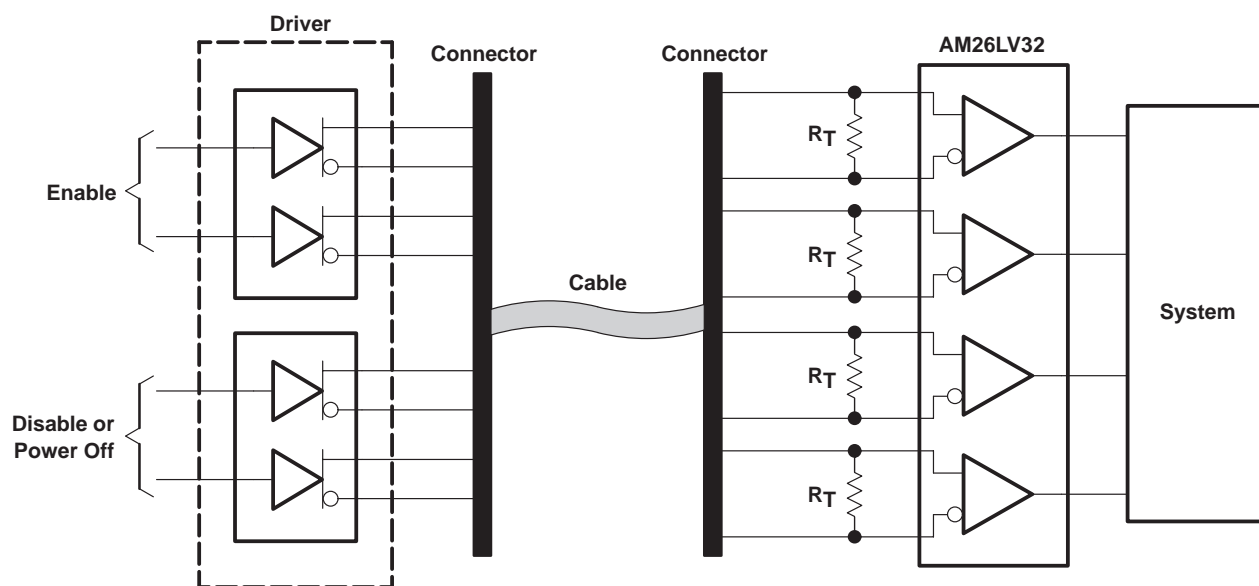 Driver
Connector
Connector
AM26LV32
Enable
Disable or
Power Off
Cable
RT
RT
RT
RT
System